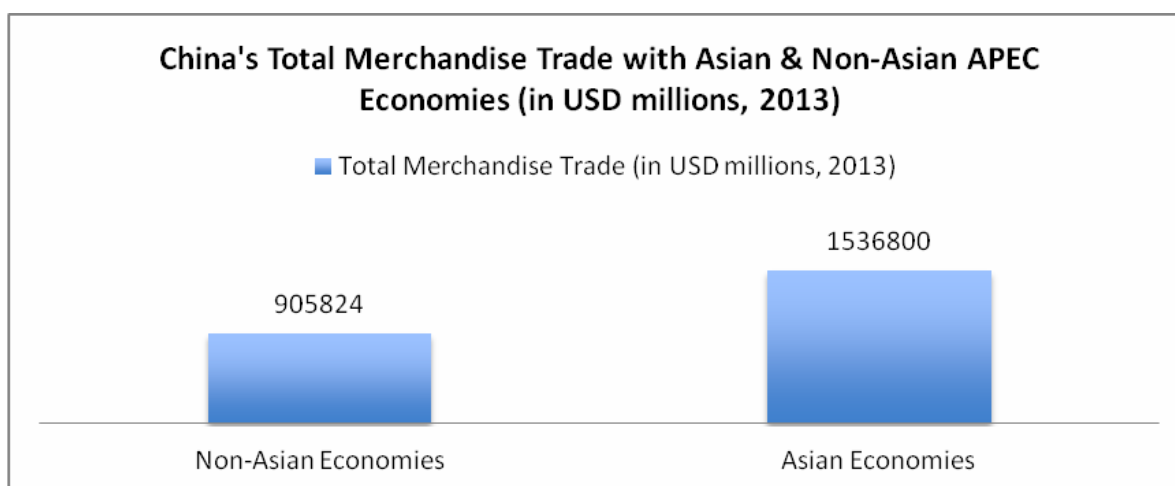 China's Total Merchandise Trade with Asian & Non-Asian APEC
Economies (in USD millions, 2013)
Total Merchandise Trade (in USD millions, 2013)
1536800
905824
Non-Asian Economies
Asian Economies